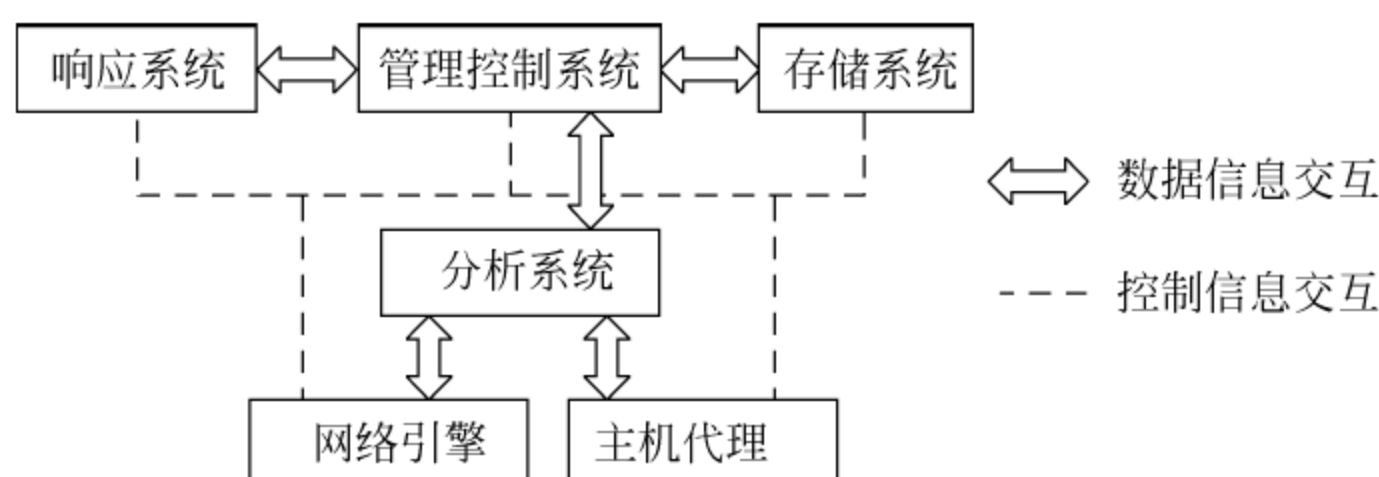 响应系统
管理控制系统
存储系统
数据信息交互
分析系统
控制信息交互
网络引擎
主机代理